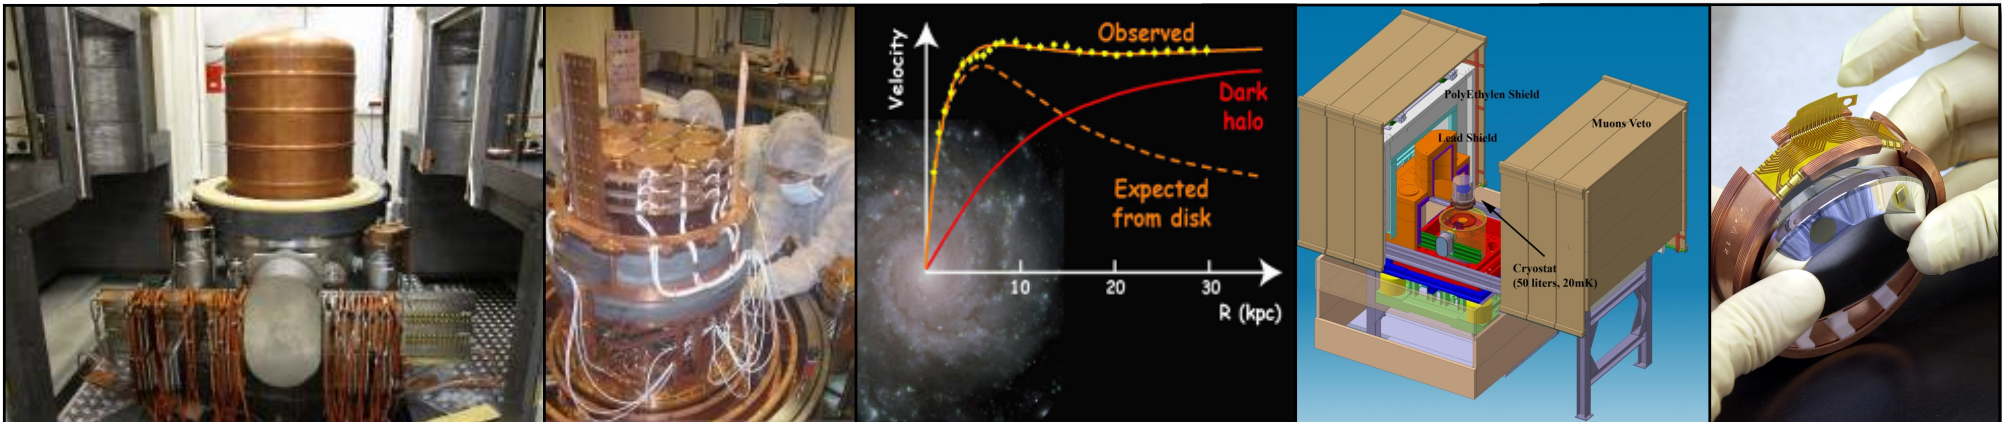 Velocity
Observed
Dark
halo
Expected
from disk
10
20
30
R (kpc)
PolyEthylen Shield
Lead Shield
Muons Veto
Cryostat
(50 liters, 20mK)